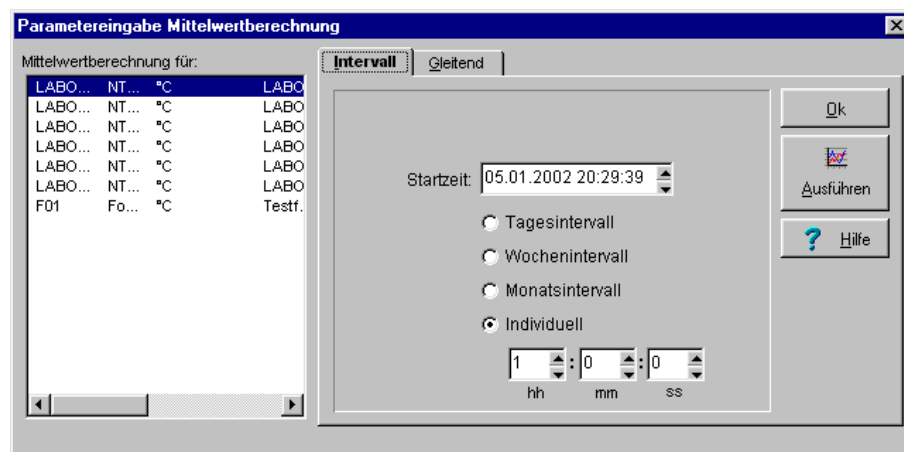 Parametereingabe Mittelwertberechnung
Mittelwertberechnung für:
LABO... NT... °C LABO
LABO... NT... °C LABO
LABO... NT... °C LABO
LABO... NT... °C LABO
LABO... NT... °C LABO
LABO... NT... °C LABO
F01 Fo... °C Testf.
Intervall Gleitend
Startzeit: 05.01.2002 20:29:39
Tagesintervall
Wochenintervall
Monatsintervall
Individuell
1 : 0 : 0
hh mm ss
Ok
Ausführen
? Hilfe